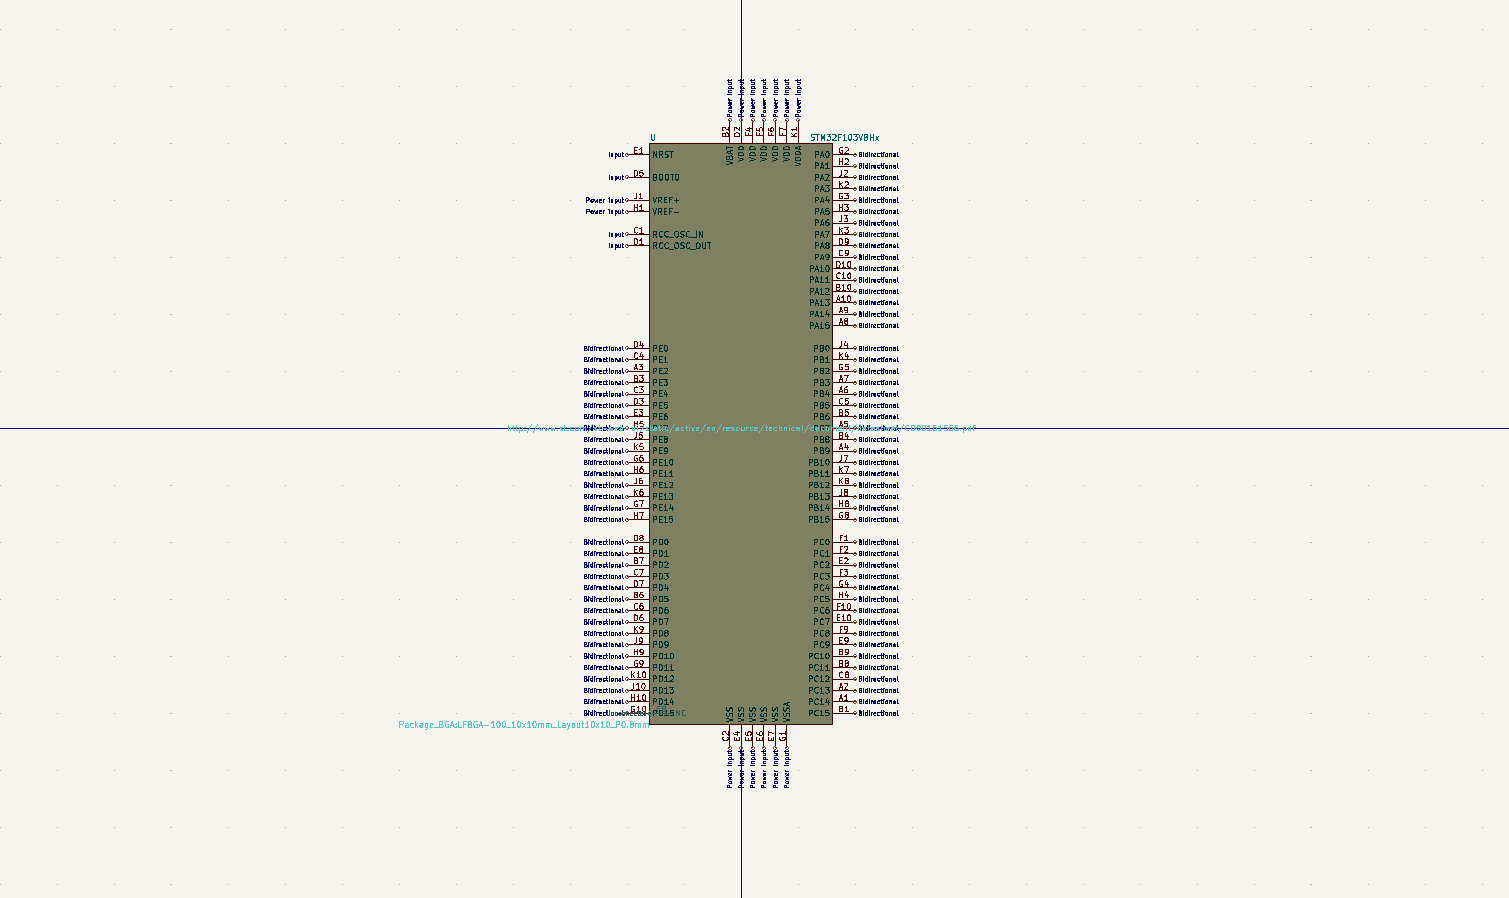 Power Input Power Input Power Input Power Input Power Input Power Input Power Input
B2 D2 F4 F5 F6 F7 K1
U STM32F103VBHx
VBAT VDD VDD VDD VDD VDD VDDA
Input E1 NRST PA0 G2 Bidirectional
PA1 H2 Bidirectional
Input D5 BOOT0 PA2 J2 Bidirectional
PA3 K2 Bidirectional
Power Input J1 VREF+ PA4 G3 Bidirectional
Power Input H1 VREF- PA5 H3 Bidirectional
PA6 J3 Bidirectional
Input C1 RCC_OSC_IN PA7 K3 Bidirectional
Input D1 RCC_OSC_OUT PA8 D9 Bidirectional
PA9 C9 Bidirectional
PA10 D10 Bidirectional
PA11 C10 Bidirectional
PA12 B10 Bidirectional
PA13 A10 Bidirectional
PA14 A9 Bidirectional
PA15 A8 Bidirectional
Bidirectional D4 PE0 PB0 J4 Bidirectional
Bidirectional C4 PE1 PB1 K4 Bidirectional
Bidirectional A3 PE2 PB2 G5 Bidirectional
Bidirectional B3 PE3 PB3 A7 Bidirectional
Bidirectional C3 PE4 PB4 A6 Bidirectional
Bidirectional D3 PE5 PB5 C5 Bidirectional
Bidirectional E3 PE6 PB6 B5 Bidirectional
H5 A5
Bidirectional J5 PE8 PB8 B4 Bidirectional
Bidirectional K5 PE9 PB9 A4 Bidirectional
Bidirectional G6 PE10 PB10 J7 Bidirectional
Bidirectional H6 PE11 PB11 K7 Bidirectional
Bidirectional J6 PE12 PB12 K8 Bidirectional
Bidirectional K6 PE13 PB13 J8 Bidirectional
Bidirectional G7 PE14 PB14 H8 Bidirectional
Bidirectional H7 PE15 PB15 G8 Bidirectional
Bidirectional D8 PD0 PC0 F1 Bidirectional
Bidirectional E8 PD1 PC1 F2 Bidirectional
Bidirectional B7 PD2 PC2 E2 Bidirectional
Bidirectional C7 PD3 PC3 F3 Bidirectional
Bidirectional D7 PD4 PC4 G4 Bidirectional
Bidirectional B6 PD5 PC5 H4 Bidirectional
Bidirectional C6 PD6 PC6 F10 Bidirectional
Bidirectional D6 PD7 PC7 E10 Bidirectional
Bidirectional K9 PD8 PC8 F9 Bidirectional
Bidirectional J9 PD9 PC9 E9 Bidirectional
Bidirectional H9 PD10 PC10 B9 Bidirectional
Bidirectional G9 PD11 PC11 B8 Bidirectional
Bidirectional K10 PD12 PC12 C8 Bidirectional
Bidirectional J10 PD13 PC13 A2 Bidirectional
Bidirectional H10 PD14 PC14 A1 Bidirectional
G10 PD15 NC PC15 B1 Bidirectional
VSS VSS VSS VSS VSS VSSA
Package_BGA:LFBGA-100_10x10mm_Layout10x10_P0.8mm
C2 E4 E5 E6 E7 G1
Power Input Power Input Power Input Power Input Power Input Power Input